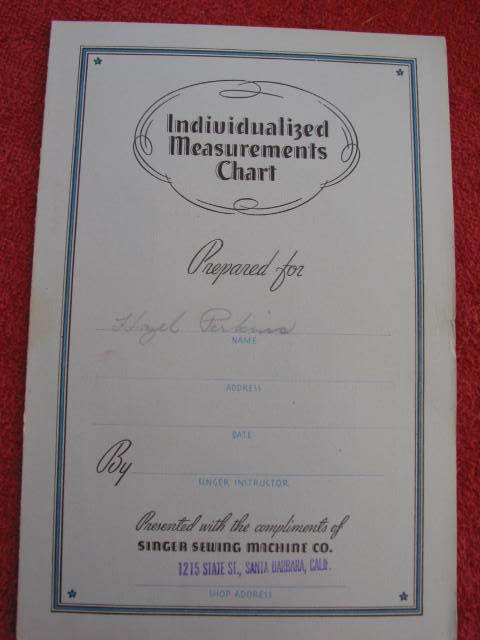 Individualized
Measurements
Chart
Prepared for
Hazel Perkins
NAME
ADDRESS
DATE
By
SINGER INSTRUCTOR
Presented with the compliments of
SINGER SEWING MACHINE CO.
1215 STATE ST., SANTA BARBARA, CALIF.
SHOP ADDRESS